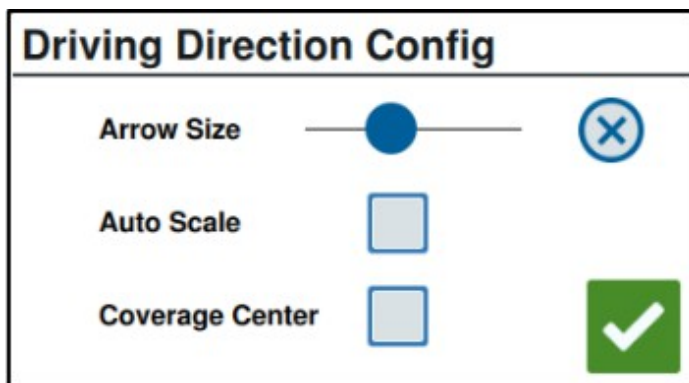 Driving Direction Config
Arrow Size
Auto Scale
Coverage Center